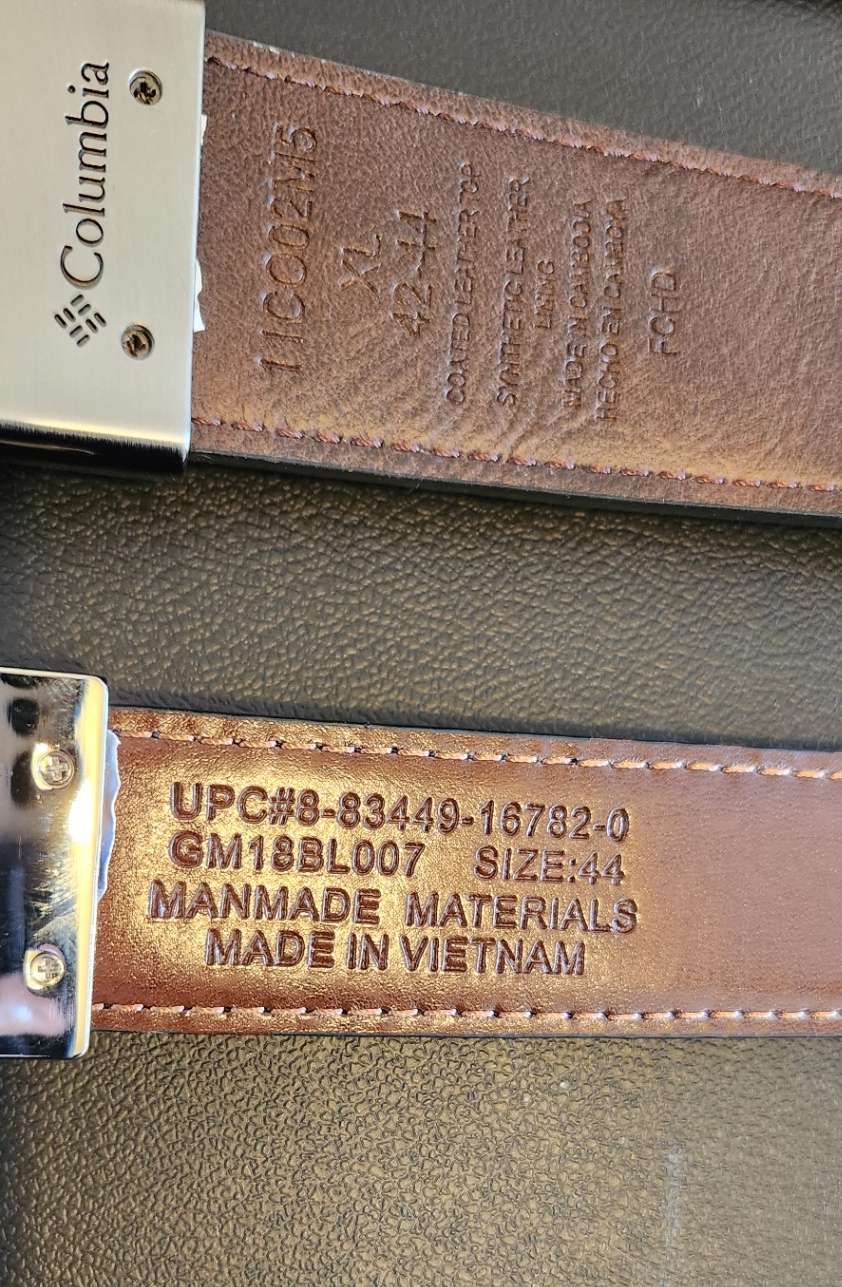 Columbia
11CO02M5
XL
42-44
COATED LEATHER TOP
SYNTHETIC LEATHER
LINING
MADE IN CAMBODIA
HECHO EN CAMBOYA
FCHD
UPC#8-83449-16782-0
GM18BL007 SIZE:44
MANMADE MATERIALS
MADE IN VIETNAM